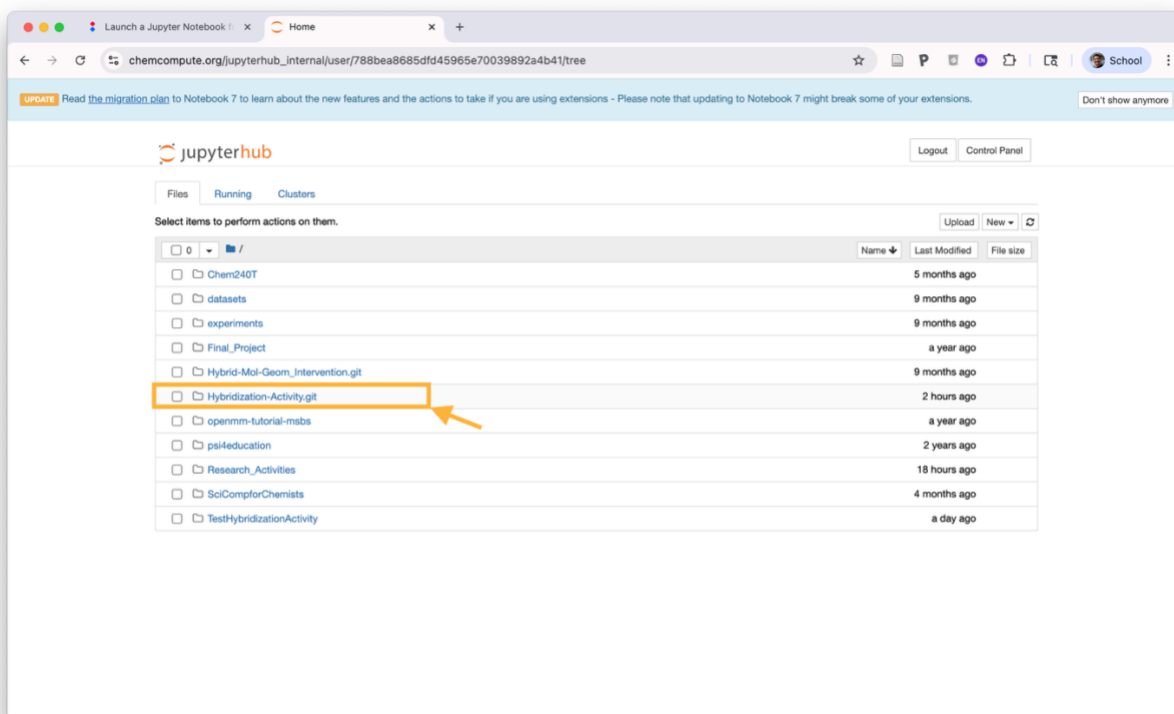 Launch a Jupyter Notebook f
Home
chemcompute.org/jupyterhub_internal/user/788bea8685dfd45965e70039892a4b41/tree
P
EN
School
UPDATE Read the migration plan to Notebook 7 to learn about the new features and the actions to take if you are using extensions - Please note that updating to Notebook 7 might break some of your extensions.
Don't show anymore
jupyterhub
Logout Control Panel
Files Running Clusters
Select items to perform actions on them.
Upload New
0 / Name Last Modified File size
Chem240T 5 months ago
datasets 9 months ago
experiments 9 months ago
Final_Project a year ago
Hybrid-Mol-Geom_Intervention.git 9 months ago
Hybridization-Activity.git 2 hours ago
openmm-tutorial-msbs a year ago
psi4education 2 years ago
Research_Activities 18 hours ago
SciCompforChemists 4 months ago
TestHybridizationActivity a day ago